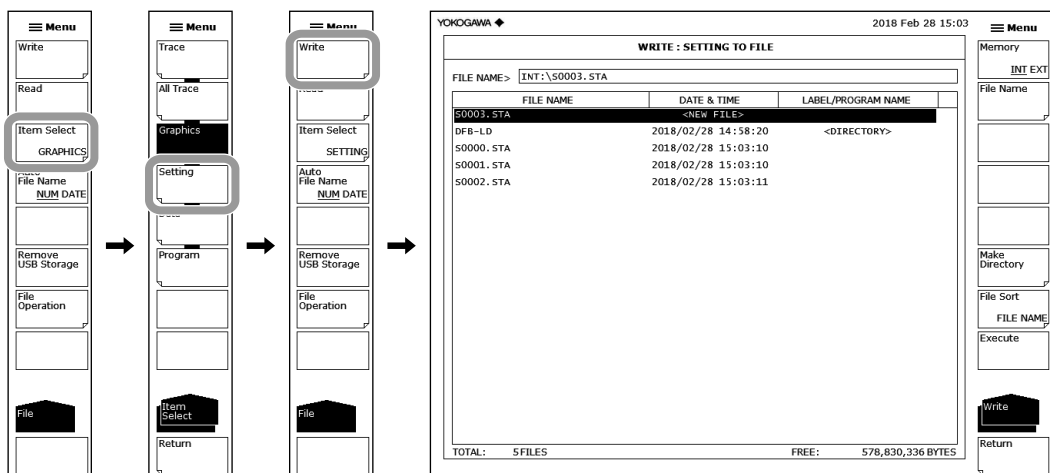 Menu
Write
Read
Item Select
GRAPHICS
Auto
File Name
NUM DATE
Remove
USB Storage
File
Operation
File
Menu
Trace
All Trace
Graphics
Setting
Data
Program
Item
Select
Return
Menu
Write
Read
Item Select
SETTING
Auto
File Name
NUM DATE
Remove
USB Storage
File
Operation
File
YOKOGAWA
2018 Feb 28 15:03
WRITE : SETTING TO FILE
FILE NAME> INT:\S0003.STA
FILE NAME DATE & TIME LABEL/PROGRAM NAME
S0003.STA <NEW FILE>
DFB-LD 2018/02/28 14:58:20 <DIRECTORY>
S0000.STA 2018/02/28 15:03:10
S0001.STA 2018/02/28 15:03:10
S0002.STA 2018/02/28 15:03:11
TOTAL: 5FILES FREE: 578,830,336 BYTES
Menu
Memory
INT EXT
File Name
Make
Directory
File Sort
FILE NAME
Execute
Write
Return